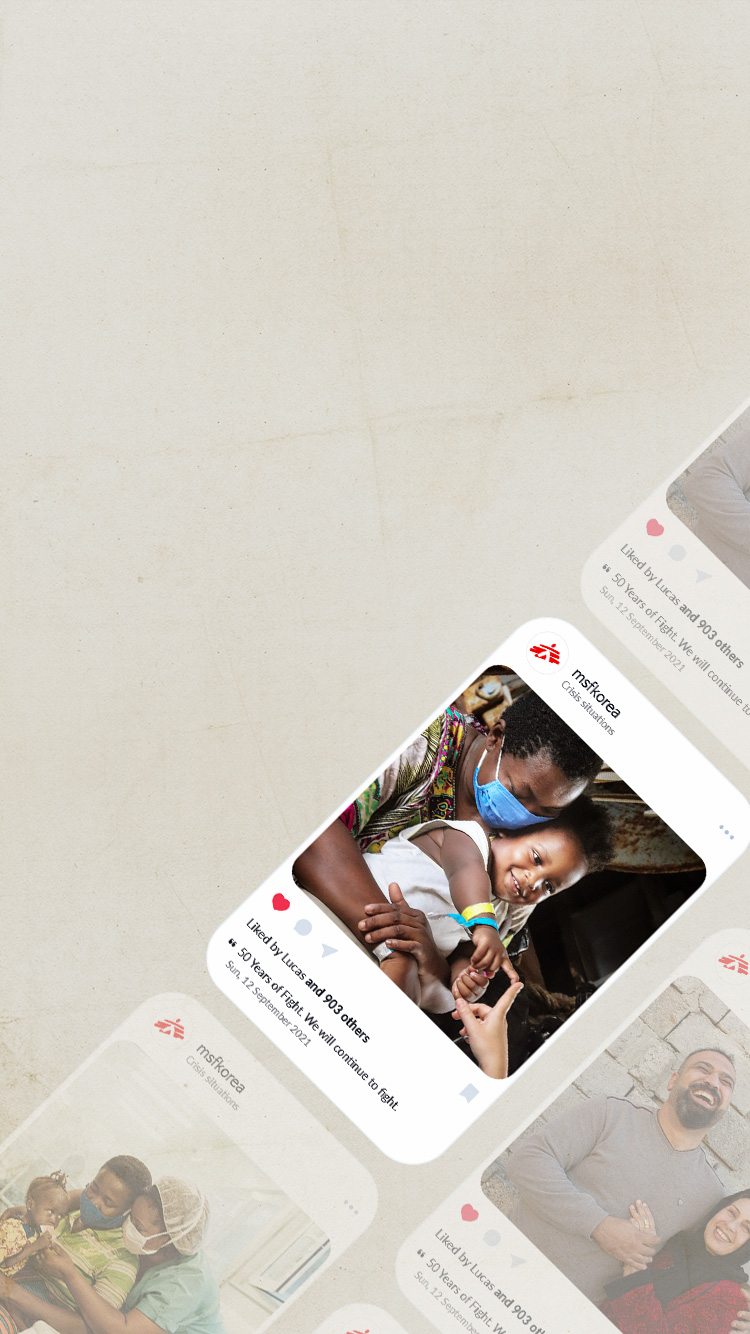 Liked by Lucas and 903 others
“ 50 Years of Fight. We will continue to
Sun, 12 September 2021
msfkorea
Crisis situations
Liked by Lucas and 903 others
“ 50 Years of Fight. We will continue to fight.
Sun, 12 September 2021
msfkorea
Crisis situations
Liked by Lucas and 903
“ 50 Years of Fight. We
Sun, 12 September